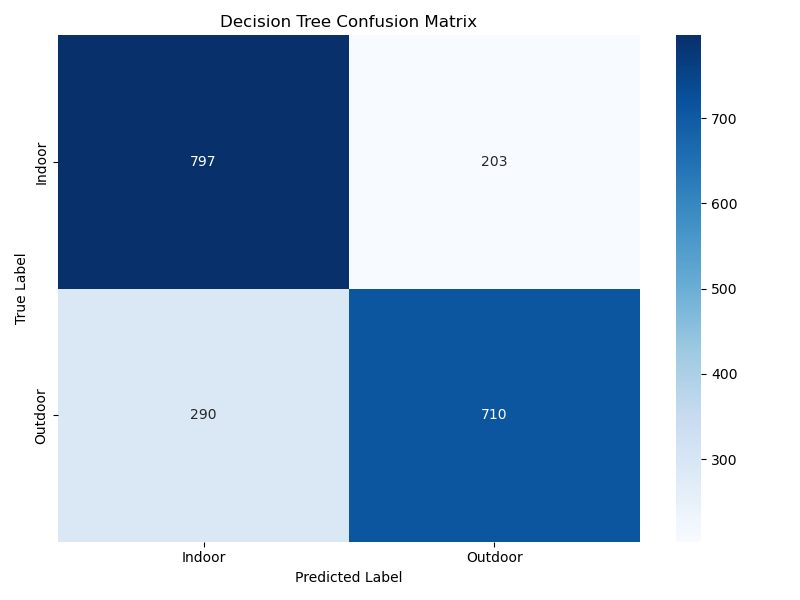 Decision Tree Confusion Matrix
True Label
Indoor
797
203
Outdoor
290
710
Indoor
Outdoor
Predicted Label
700
600
500
400
300